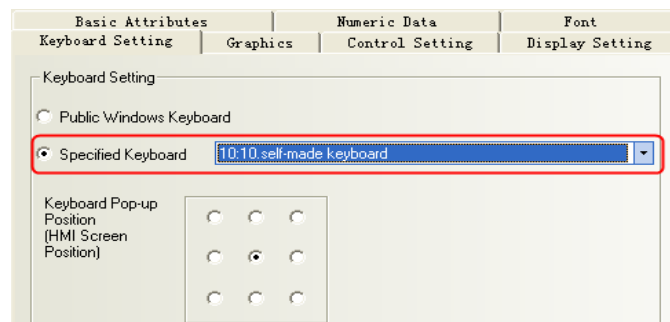 Basic Attributes Numeric Data Font
Keyboard Setting Graphics Control Setting Display Setting
Keyboard Setting
Public Windows Keyboard
Specified Keyboard 10:10.self-made keyboard
Keyboard Pop-up
Position
(HMI Screen
Position)